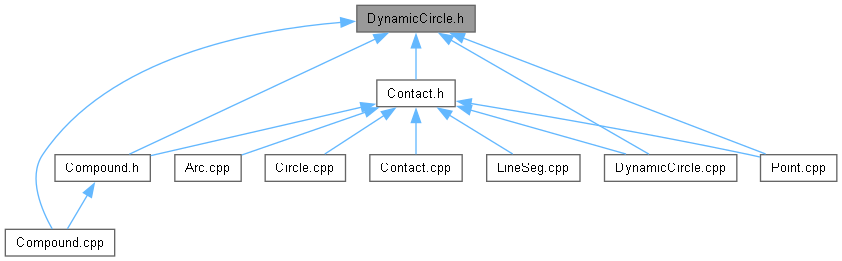 DynamicCircle.h
Contact.h
Compound.h
Arc.cpp
Circle.cpp
Contact.cpp
LineSeg.cpp
DynamicCircle.cpp
Point.cpp
Compound.cpp